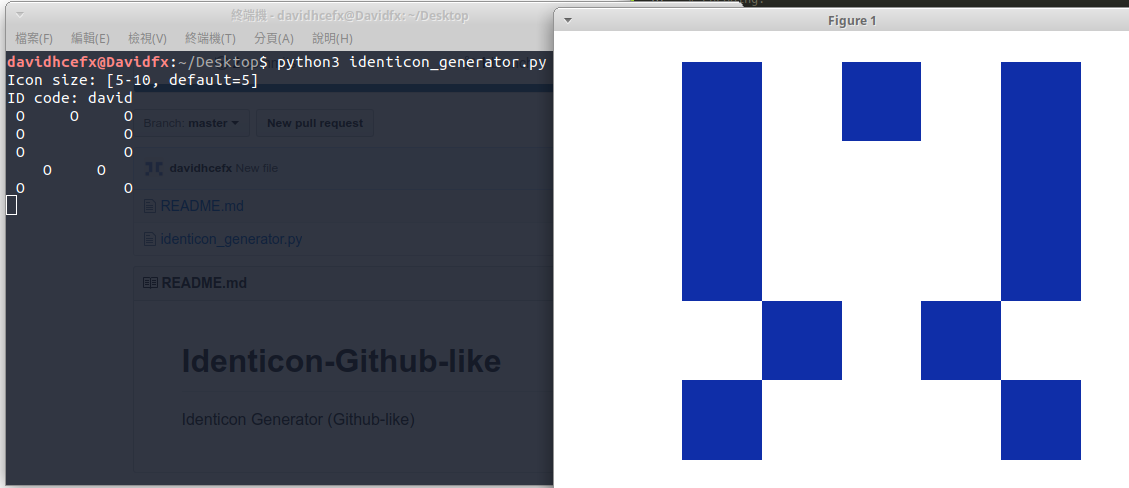 終端機 - davidhcefx@Davidfx: ~/Desktop
檔案(F) 編輯(E) 檢視(V) 終端機(T) 分頁(A) 說明(H)
davidhcefx@Davidfx:~/Desktop$ python3 identicon_generator.py
Icon size: [5-10, default=5]
ID code: david
O O O
O O
O O
O O
O O
Branch: master
New pull request
davidhcefx New file
README.md
identicon_generator.py
README.md
Identicon-Github-like
Identicon Generator (Github-like)
Figure 1